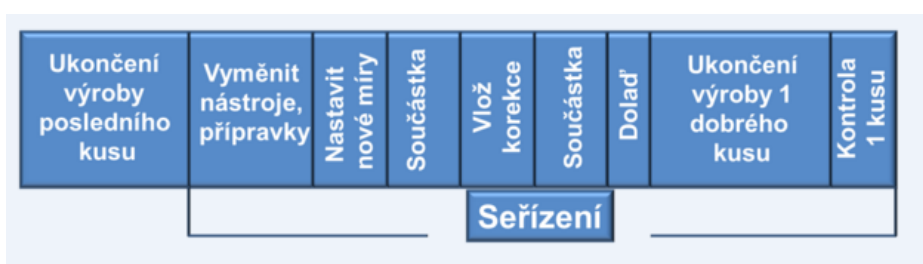 Ukončení
výroby
posledního
kusu
Vyměnit
nástroje,
přípravky
Nastavit
nové míry
Součástka
Vlož
korekce
Součástka
Dolaď
Ukončení
výroby 1
dobrého
kusu
Kontrola
1 kusu
Seřízení